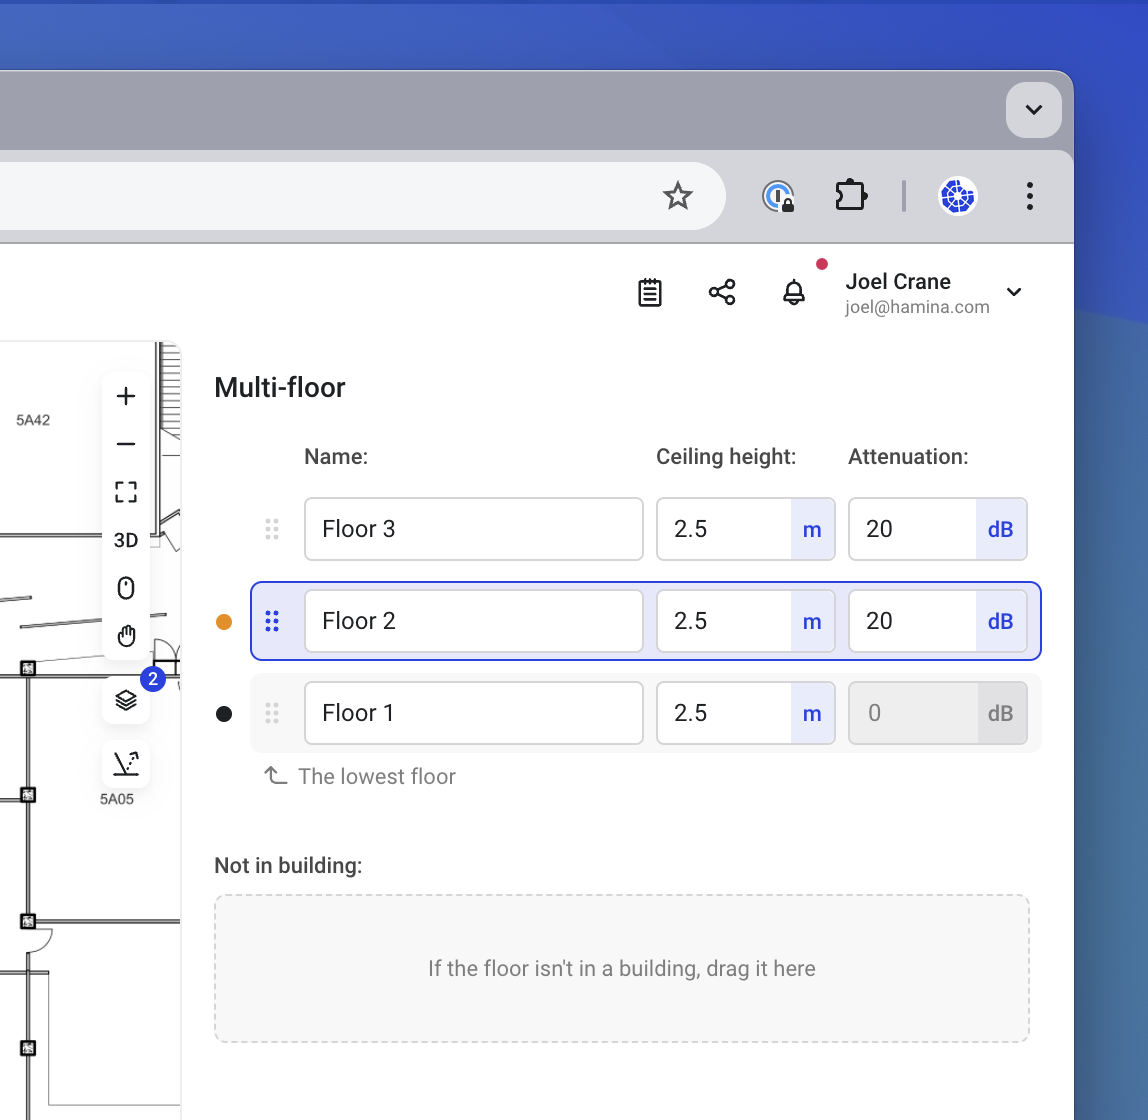 Joel Crane
joel@hamina.com
Multi-floor
5A42
Name: Ceiling height: Attenuation:
Floor 3 2.5 m 20 dB
3D
Floor 2 2.5 m 20 dB
2
Floor 1 2.5 m 0 dB
The lowest floor
5A05
Not in building:
If the floor isn't in a building, drag it here